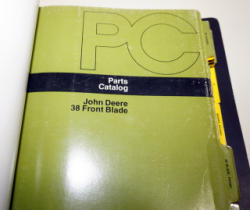 PC
Parts
Catalog
John Deere
38 Front Blade